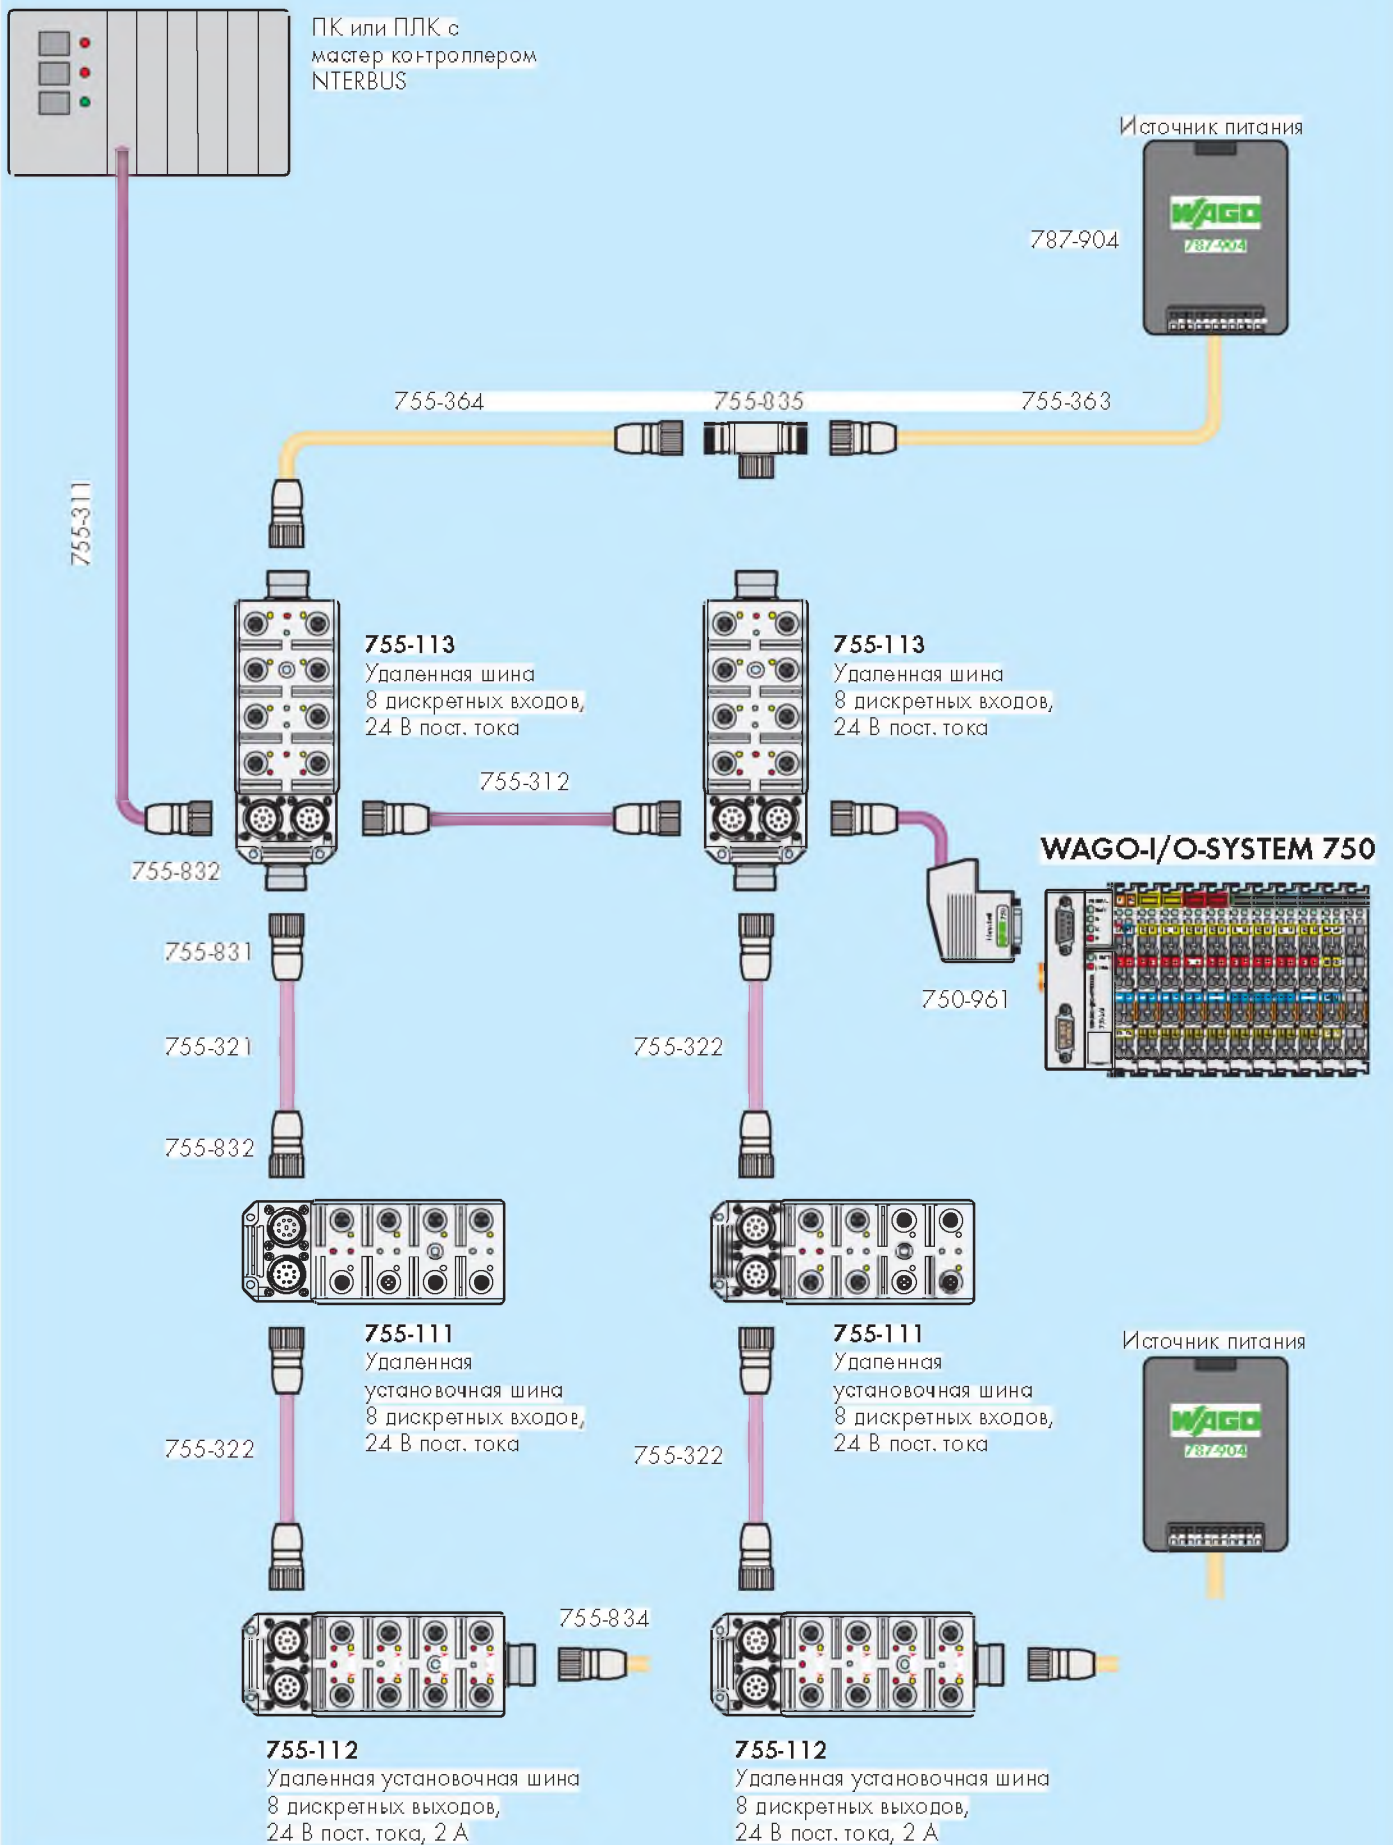 ПК или ПЛК с
мастер контроллером
NTERBUS
Источник питания
WAGO
787-904
787-904
755-364
755-835
755-363
755-311
755-113
Удаленная шина
8 дискретных входов,
24 В пост. тока
755-113
Удаленная шина
8 дискретных входов,
24 В пост. тока
755-312
755-832
WAGO-I/O-SYSTEM 750
750-961
755-831
755-321
755-322
755-832
755-111
Удаленная
установочная шина
8 дискретных входов,
24 В пост. тока
755-111
Удаленная
установочная шина
8 дискретных входов,
24 В пост. тока
Источник питания
WAGO
787-904
755-322
755-322
755-834
755-112
Удаленная установочная шина
8 дискретных выходов,
24 В пост. тока, 2 А
755-112
Удаленная установочная шина
8 дискретных выходов,
24 В пост. тока, 2 А